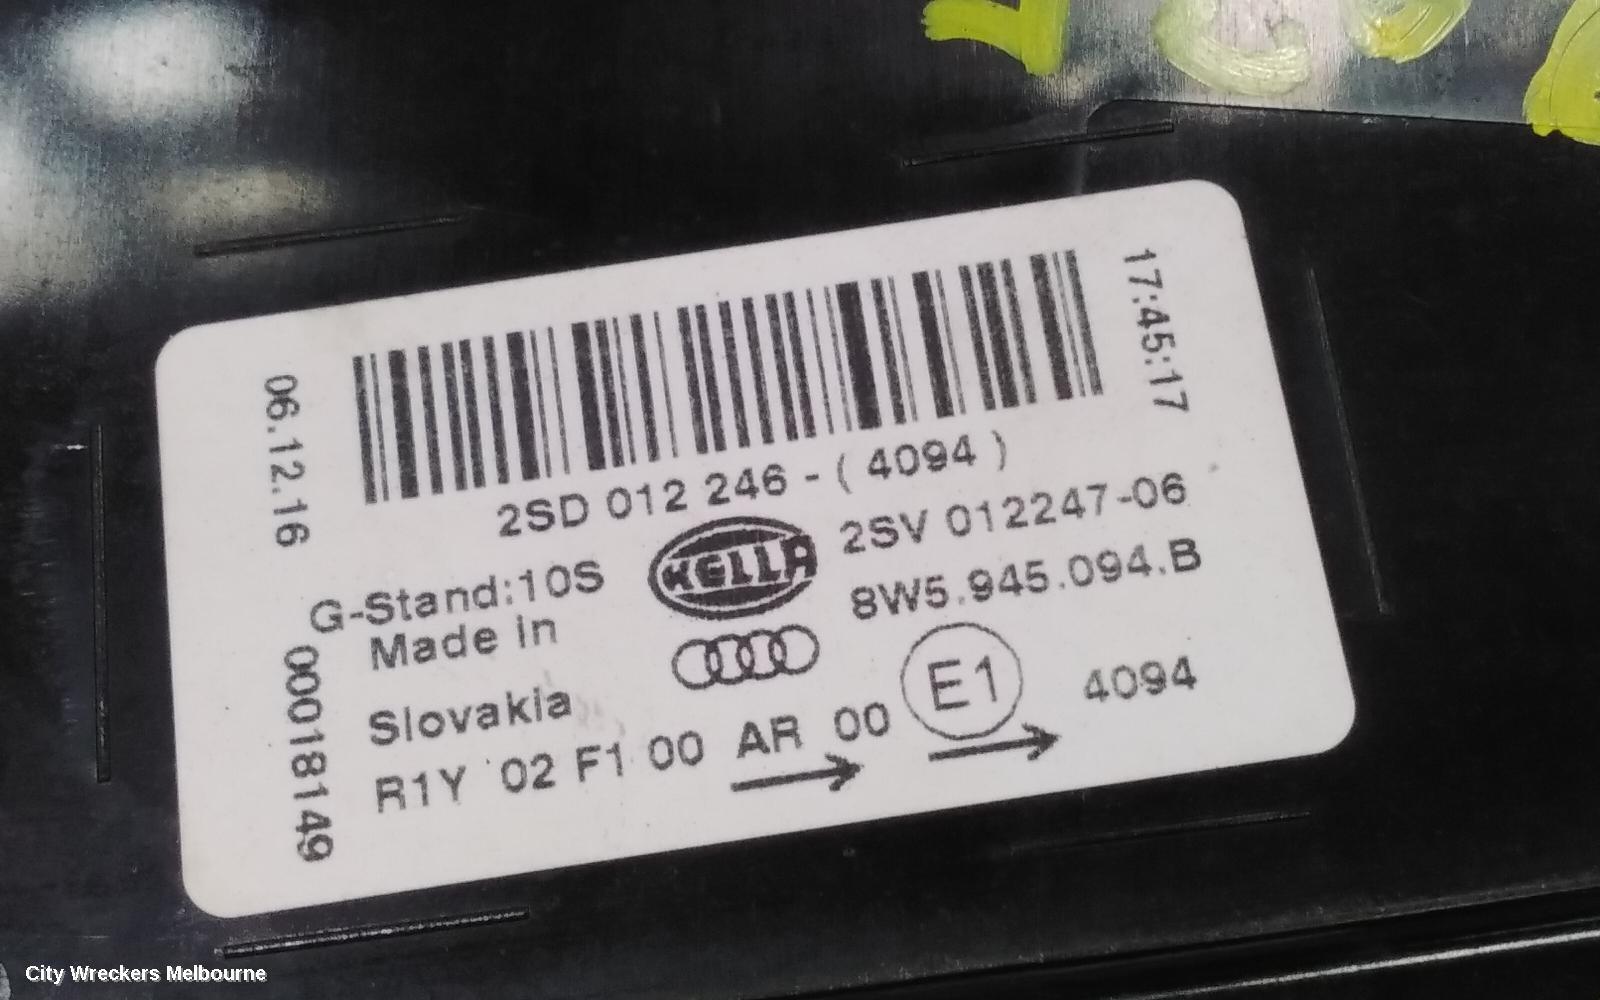 17:45:17
06.12.16
2SD 012 246 - ( 4094 )
2SV 012247-06
G-Stand:10S
HELLA
8W5.945.094.B
Made in
Slovakia
00018149
R1Y 02 F1 00 AR 00 E1 4094
City Wreckers Melbourne